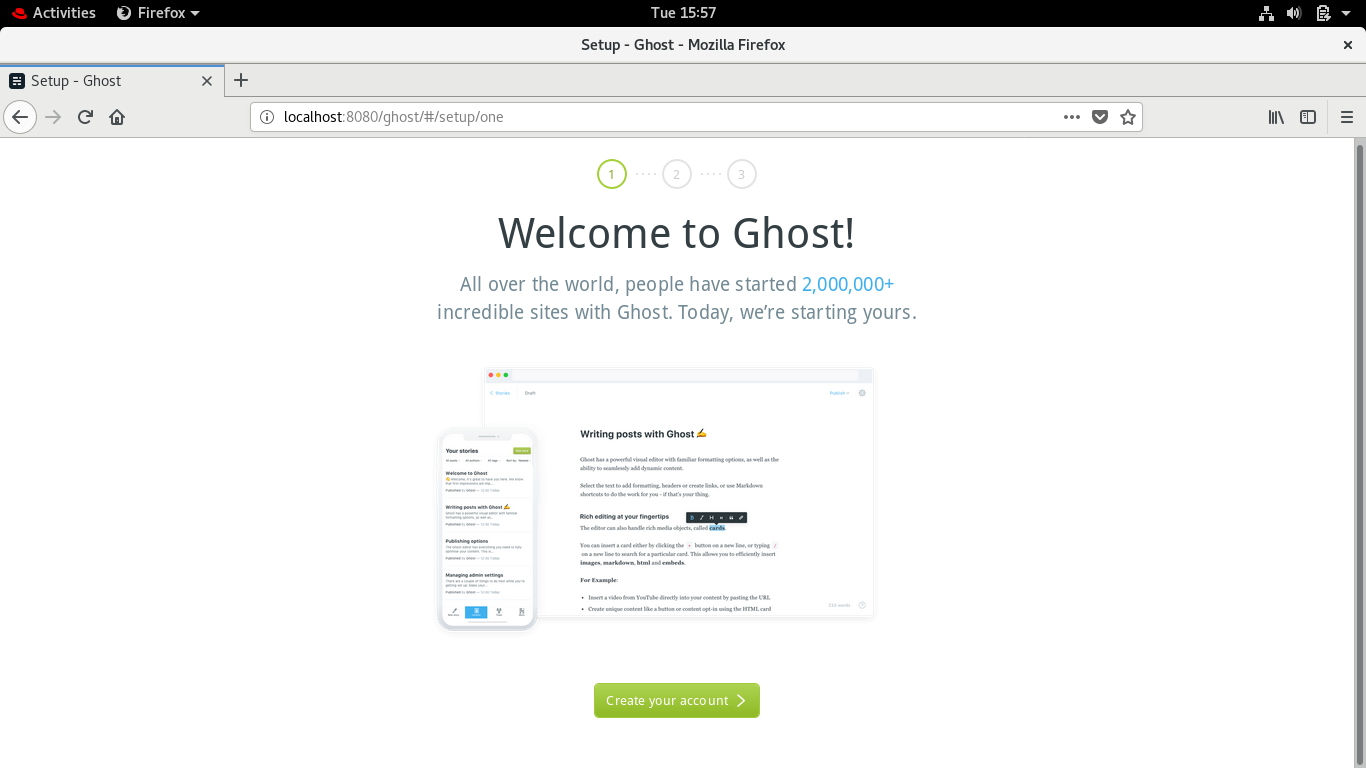 Activities Firefox Tue 15:57
Setup - Ghost - Mozilla Firefox
Setup - Ghost
localhost:8080/ghost/#/setup/one
1 2 3
Welcome to Ghost!
All over the world, people have started 2,000,000+
incredible sites with Ghost. Today, we’re starting yours.
Stories Draft Publish
Writing posts with Ghost ✍️
Ghost has a powerful visual editor with familiar formatting options, as well as the
ability to seamlessly add dynamic content.
Select the text to add formatting, headers or create links, or use Markdown
shortcuts to do the work for you - if that's your thing.
Rich editing at your fingertips
The editor can also handle rich media objects, called cards.
You can insert a card either by clicking the + button on a new line, or typing /
on a new line to search for a particular card. This allows you to efficiently insert
images, markdown, html and embeds.
For Example:
• Insert a video from YouTube directly into your content by pasting the URL
• Create unique content like a button or content opt-in using the HTML card
Your stories
Welcome to Ghost
Writing posts with Ghost ✍️
Publishing options
Managing admin settings
Create your account